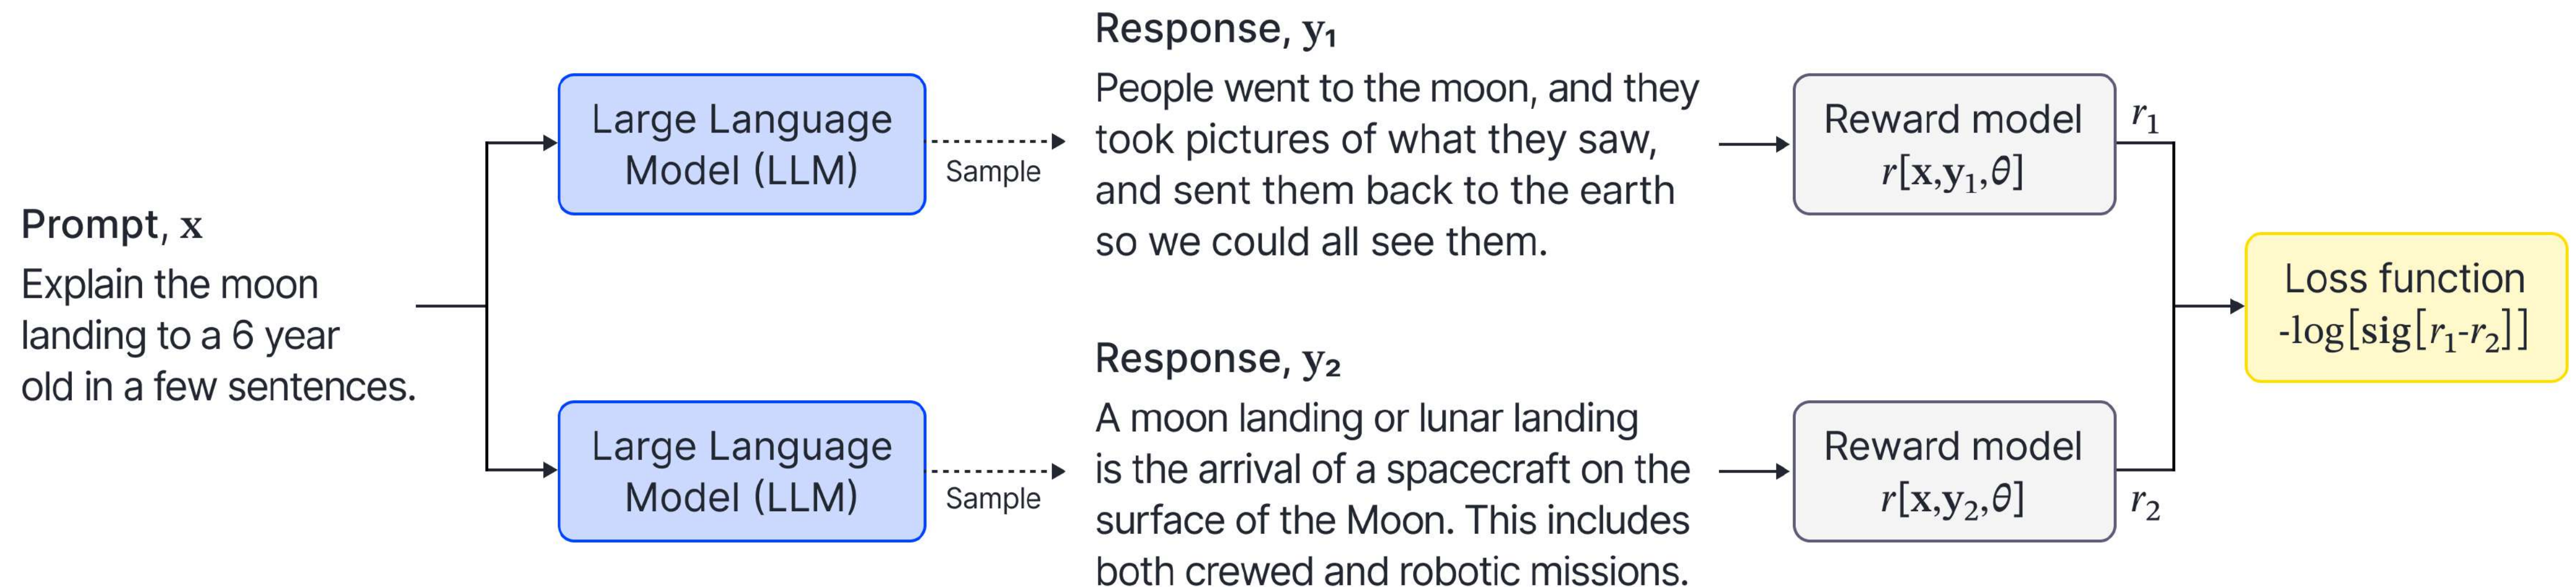 Prompt, x
Explain the moon
landing to a 6 year
old in a few sentences.
Large Language
Model (LLM)
Sample
Response, y₁
People went to the moon, and they
took pictures of what they saw,
and sent them back to the earth
so we could all see them.
Reward model
r[x,y₁,θ]
r₁
Large Language
Model (LLM)
Sample
Response, y₂
A moon landing or lunar landing
is the arrival of a spacecraft on the
surface of the Moon. This includes
both crewed and robotic missions.
Reward model
r[x,y₂,θ]
r₂
Loss function
-log[sig[r₁-r₂]]